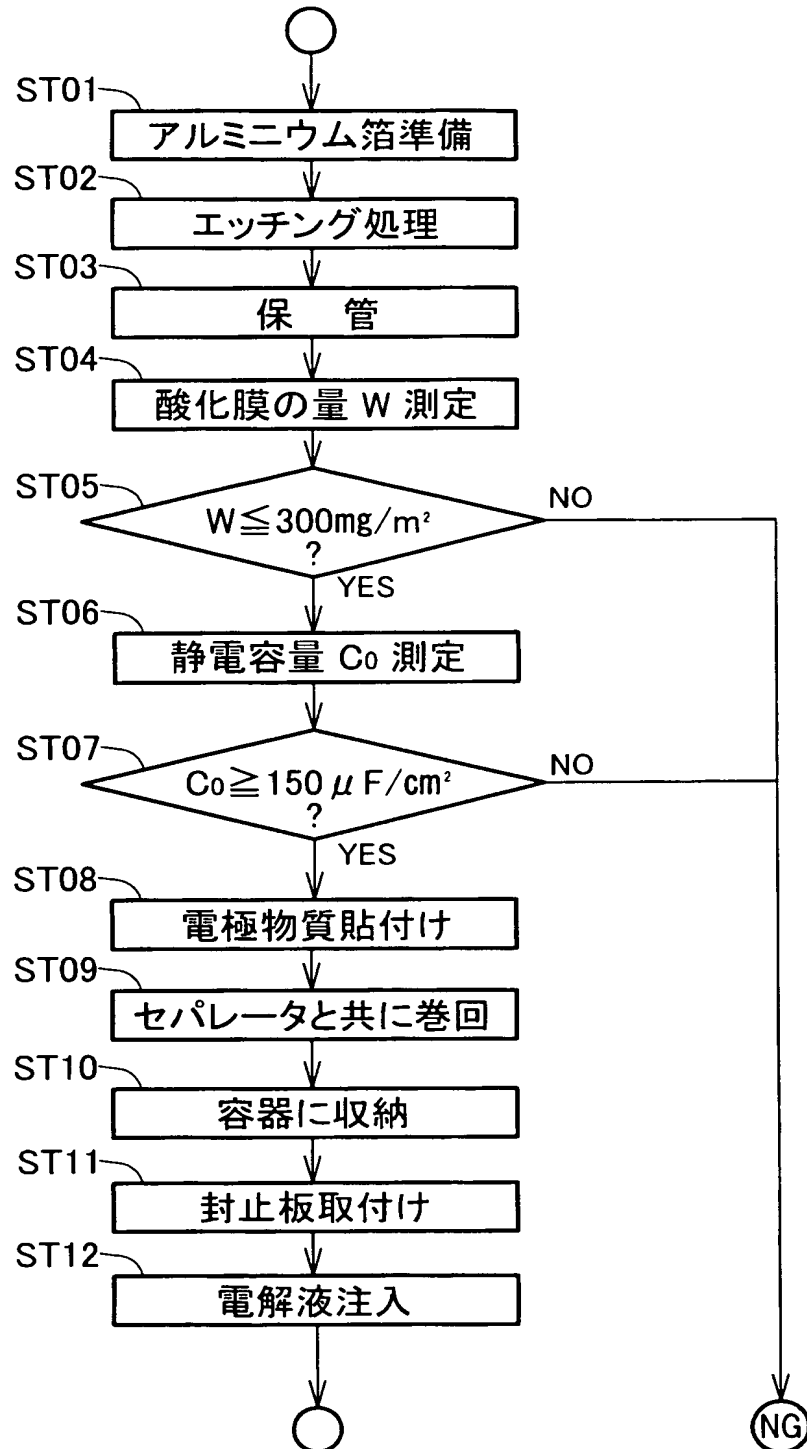 ST01
アルミニウム箔準備
ST02
エッチング処理
ST03
保 管
ST04
酸化膜の量 W 測定
ST05
W≦300mg/m²
?
NO
YES
ST06
静電容量 C₀ 測定
ST07
C₀≧150μF/cm²
?
NO
YES
ST08
電極物質貼付け
ST09
セパレータと共に巻回
ST10
容器に収納
ST11
封止板取付け
ST12
電解液注入
NG